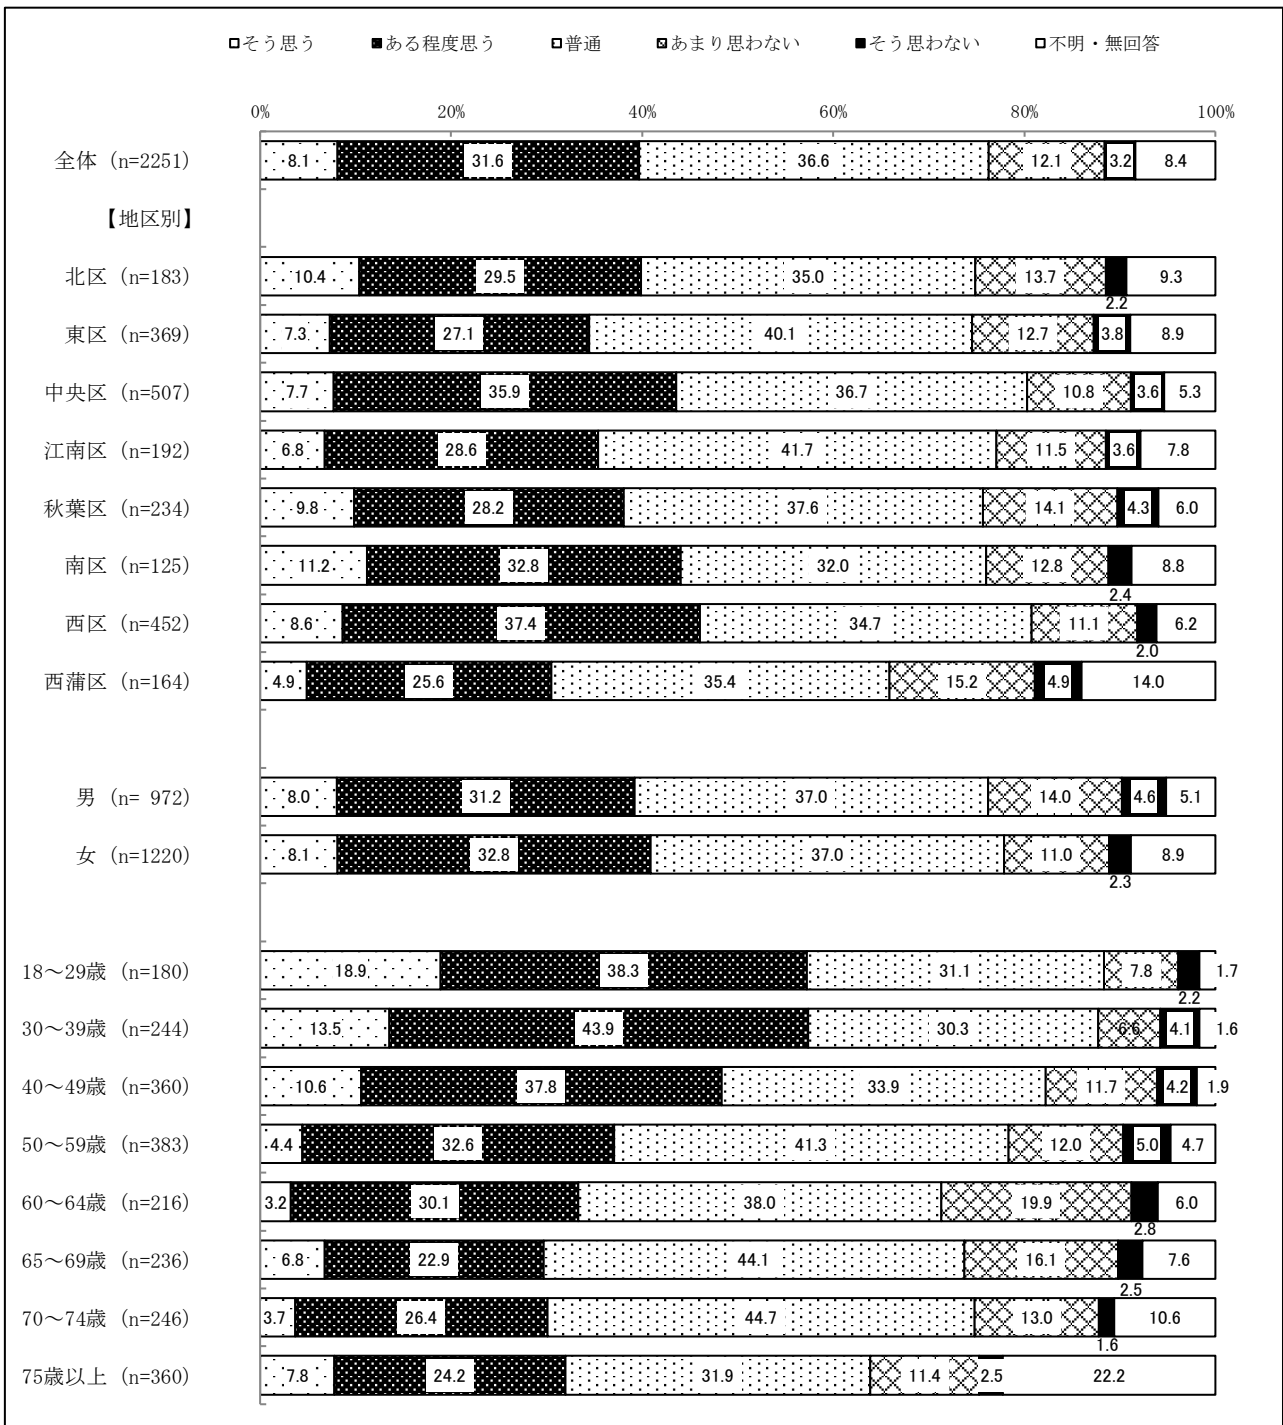 そう思う ある程度思う 普通 あまり思わない そう思わない 不明・無回答
0% 20% 40% 60% 80% 100%
全体 (n=2251) 8.1 31.6 36.6 12.1 3.2 8.4
【地区別】
北区 (n=183) 10.4 29.5 35.0 13.7 2.2 9.3
東区 (n=369) 7.3 27.1 40.1 12.7 3.8 8.9
中央区 (n=507) 7.7 35.9 36.7 10.8 3.6 5.3
江南区 (n=192) 6.8 28.6 41.7 11.5 3.6 7.8
秋葉区 (n=234) 9.8 28.2 37.6 14.1 4.3 6.0
南区 (n=125) 11.2 32.8 32.0 12.8 2.4 8.8
西区 (n=452) 8.6 37.4 34.7 11.1 2.0 6.2
西蒲区 (n=164) 4.9 25.6 35.4 15.2 4.9 14.0
男 (n= 972) 8.0 31.2 37.0 14.0 4.6 5.1
女 (n=1220) 8.1 32.8 37.0 11.0 2.3 8.9
18～29歳 (n=180) 18.9 38.3 31.1 7.8 2.2 1.7
30～39歳 (n=244) 13.5 43.9 30.3 6.6 4.1 1.6
40～49歳 (n=360) 10.6 37.8 33.9 11.7 4.2 1.9
50～59歳 (n=383) 4.4 32.6 41.3 12.0 5.0 4.7
60～64歳 (n=216) 3.2 30.1 38.0 19.9 2.8 6.0
65～69歳 (n=236) 6.8 22.9 44.1 16.1 2.5 7.6
70～74歳 (n=246) 3.7 26.4 44.7 13.0 1.6 10.6
75歳以上 (n=360) 7.8 24.2 31.9 11.4 2.5 22.2